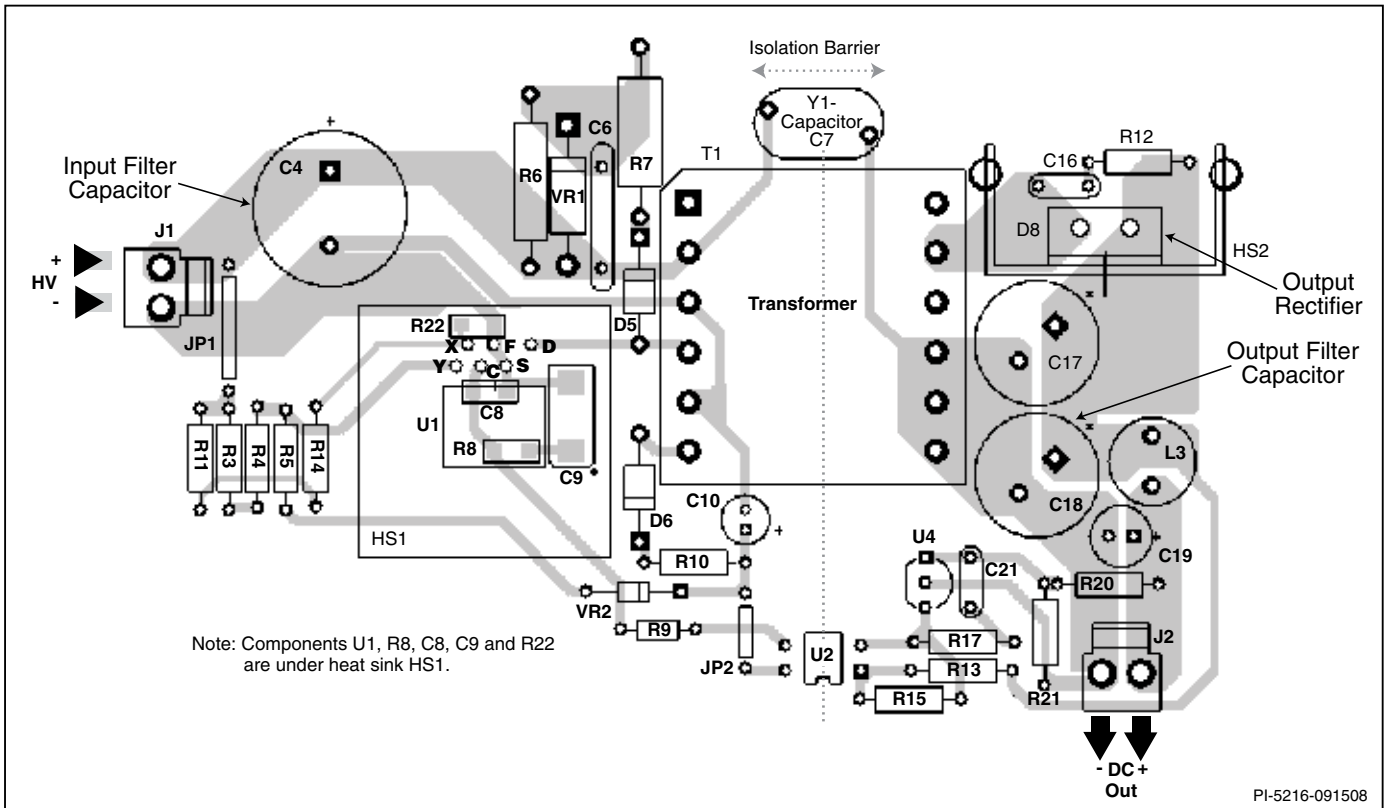 Isolation Barrier
Y1-
Capacitor
C7
+
Input Filter
Capacitor
C4
R6
VR1
C6
R7
T1
R12
C16
D8
HS2
Output
Rectifier
J1
+
HV
-
JP1
Transformer
D5
R22
X
F
D
Y
C
S
C8
U1
R8
C9
C17
Output Filter
Capacitor
R11
R3
R4
R5
R14
L3
C18
HS1
D6
C10
+
R10
U4
C21
C19
+
R20
VR2
R9
JP2
U2
R17
R13
R15
R21
J2
Note: Components U1, R8, C8, C9 and R22
are under heat sink HS1.
- DC +
Out
PI-5216-091508